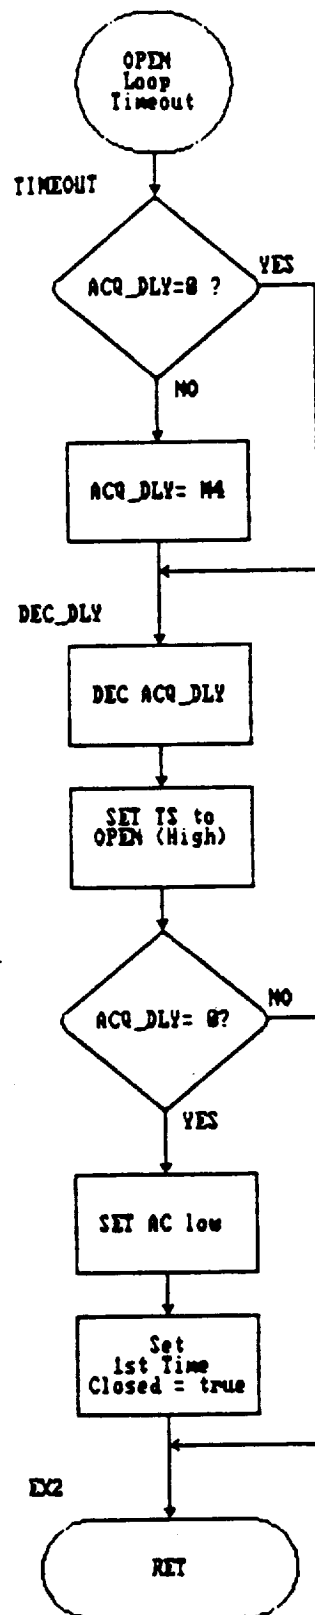 OPEN
Loop
Timeout
TIMEOUT
ACQ_DLY=0 ?
YES
NO
ACQ_DLY= N4
DEC_DLY
DEC ACQ_DLY
SET TS to
OPEN (High)
ACQ_DLY= 0?
NO
YES
SET AC low
Set
1st Time
Closed = true
EX2
RET